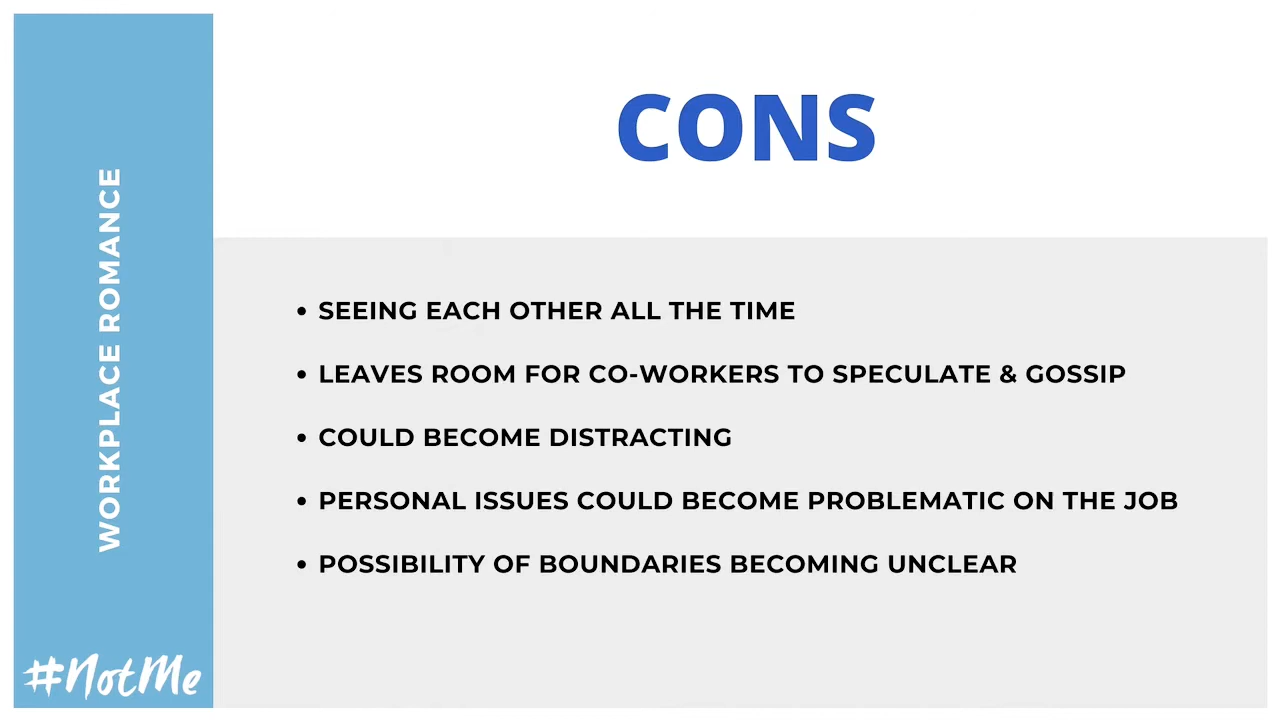 WORKPLACE ROMANCE
#NotMe
CONS
• SEEING EACH OTHER ALL THE TIME
• LEAVES ROOM FOR CO-WORKERS TO SPECULATE & GOSSIP
• COULD BECOME DISTRACTING
• PERSONAL ISSUES COULD BECOME PROBLEMATIC ON THE JOB
• POSSIBILITY OF BOUNDARIES BECOMING UNCLEAR